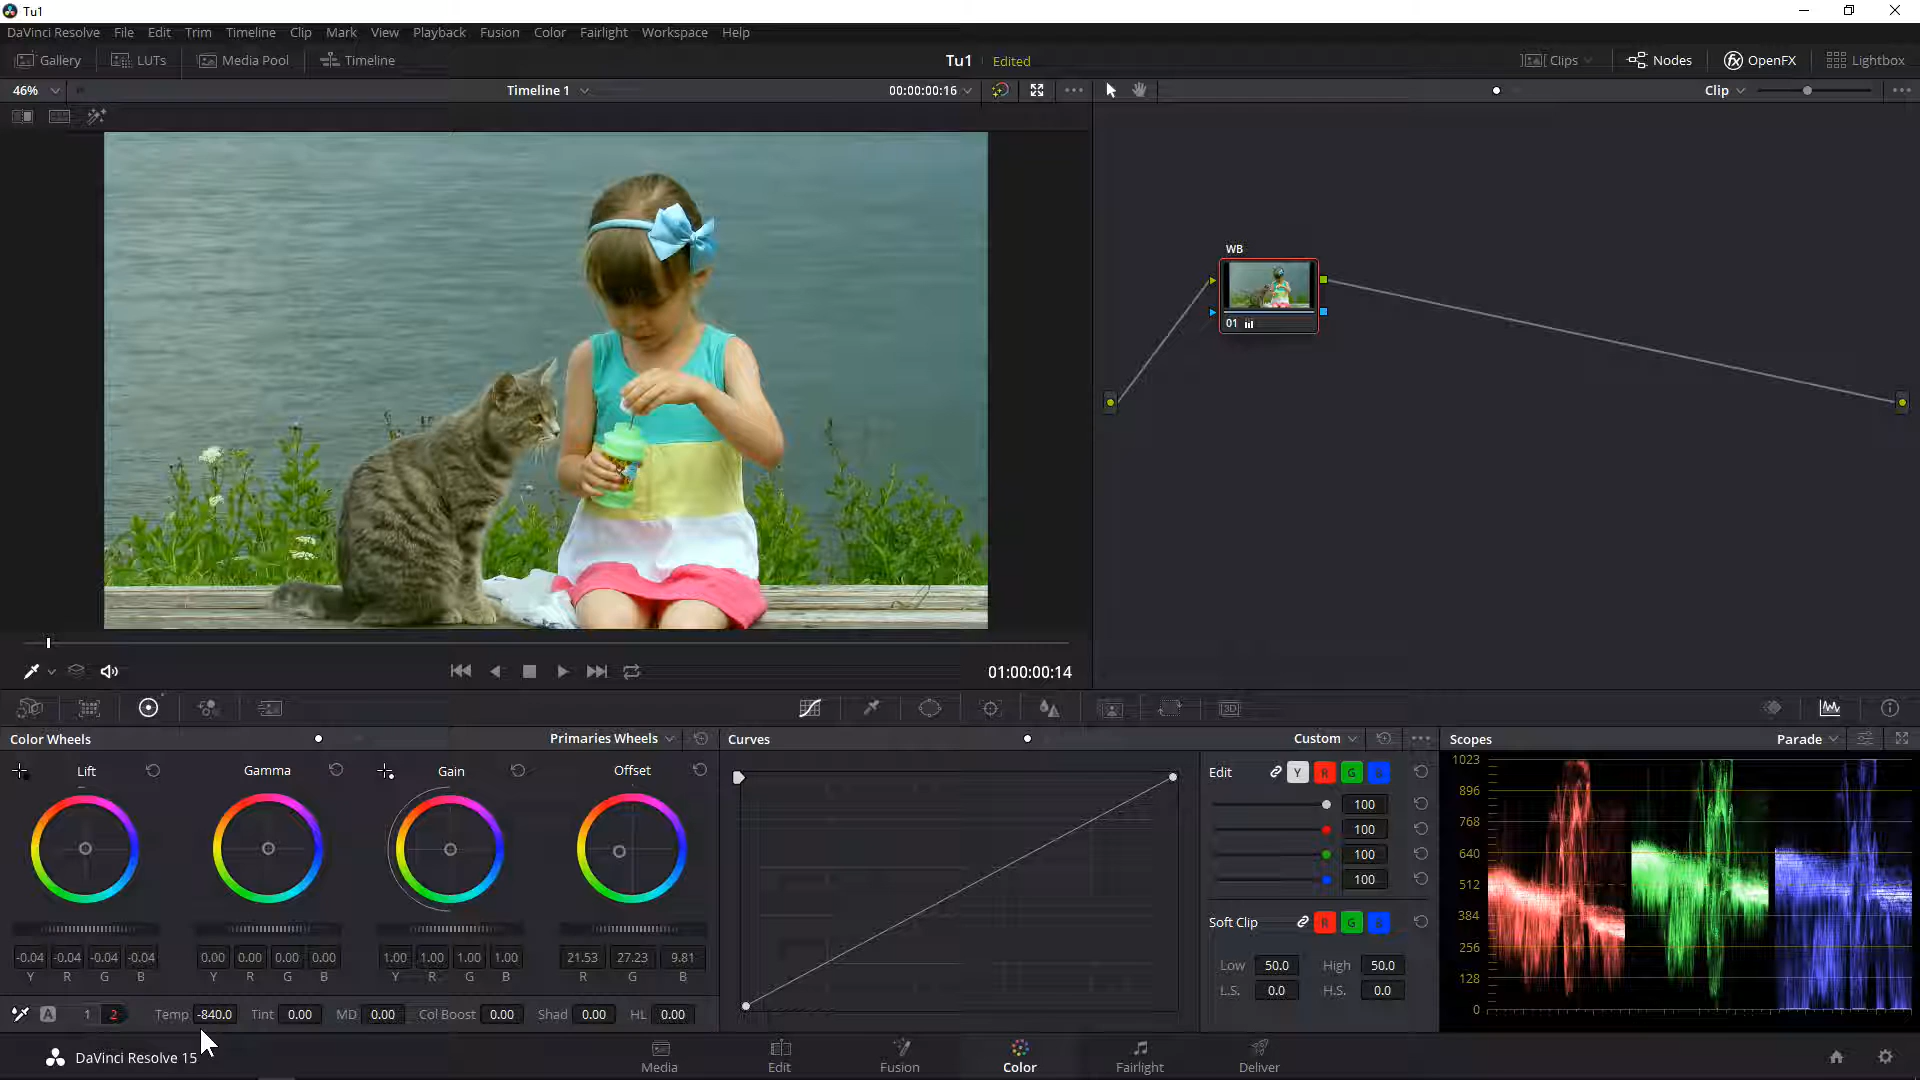 Tu1
DaVinci Resolve File Edit Trim Timeline Clip Mark View Playback Fusion Color Fairlight Workspace Help
Gallery LUTs Media Pool Timeline Tu1 Edited Clips Nodes OpenFX Lightbox
46% Timeline 1 00:00:00:16 Clip
WB
01
01:00:00:14
3D
Color Wheels Primaries Wheels Curves Custom Scopes Parade
Lift Gamma Gain Offset Edit Y R G B
1023
896
768
640
512
384
256
128
0
100
100
100
100
Soft Clip R G B
-0.04 -0.04 -0.04 -0.04 0.00 0.00 0.00 0.00 1.00 1.00 1.00 1.00 21.53 27.23 9.81
Y R G B Y R G B Y R G B R G B
Low 50.0 High 50.0
L.S. 0.0 H.S. 0.0
A 1 2 Temp -840.0 Tint 0.00 MD 0.00 Col Boost 0.00 Shad 0.00 HL 0.00
DaVinci Resolve 15 Media Edit Fusion Color Fairlight Deliver